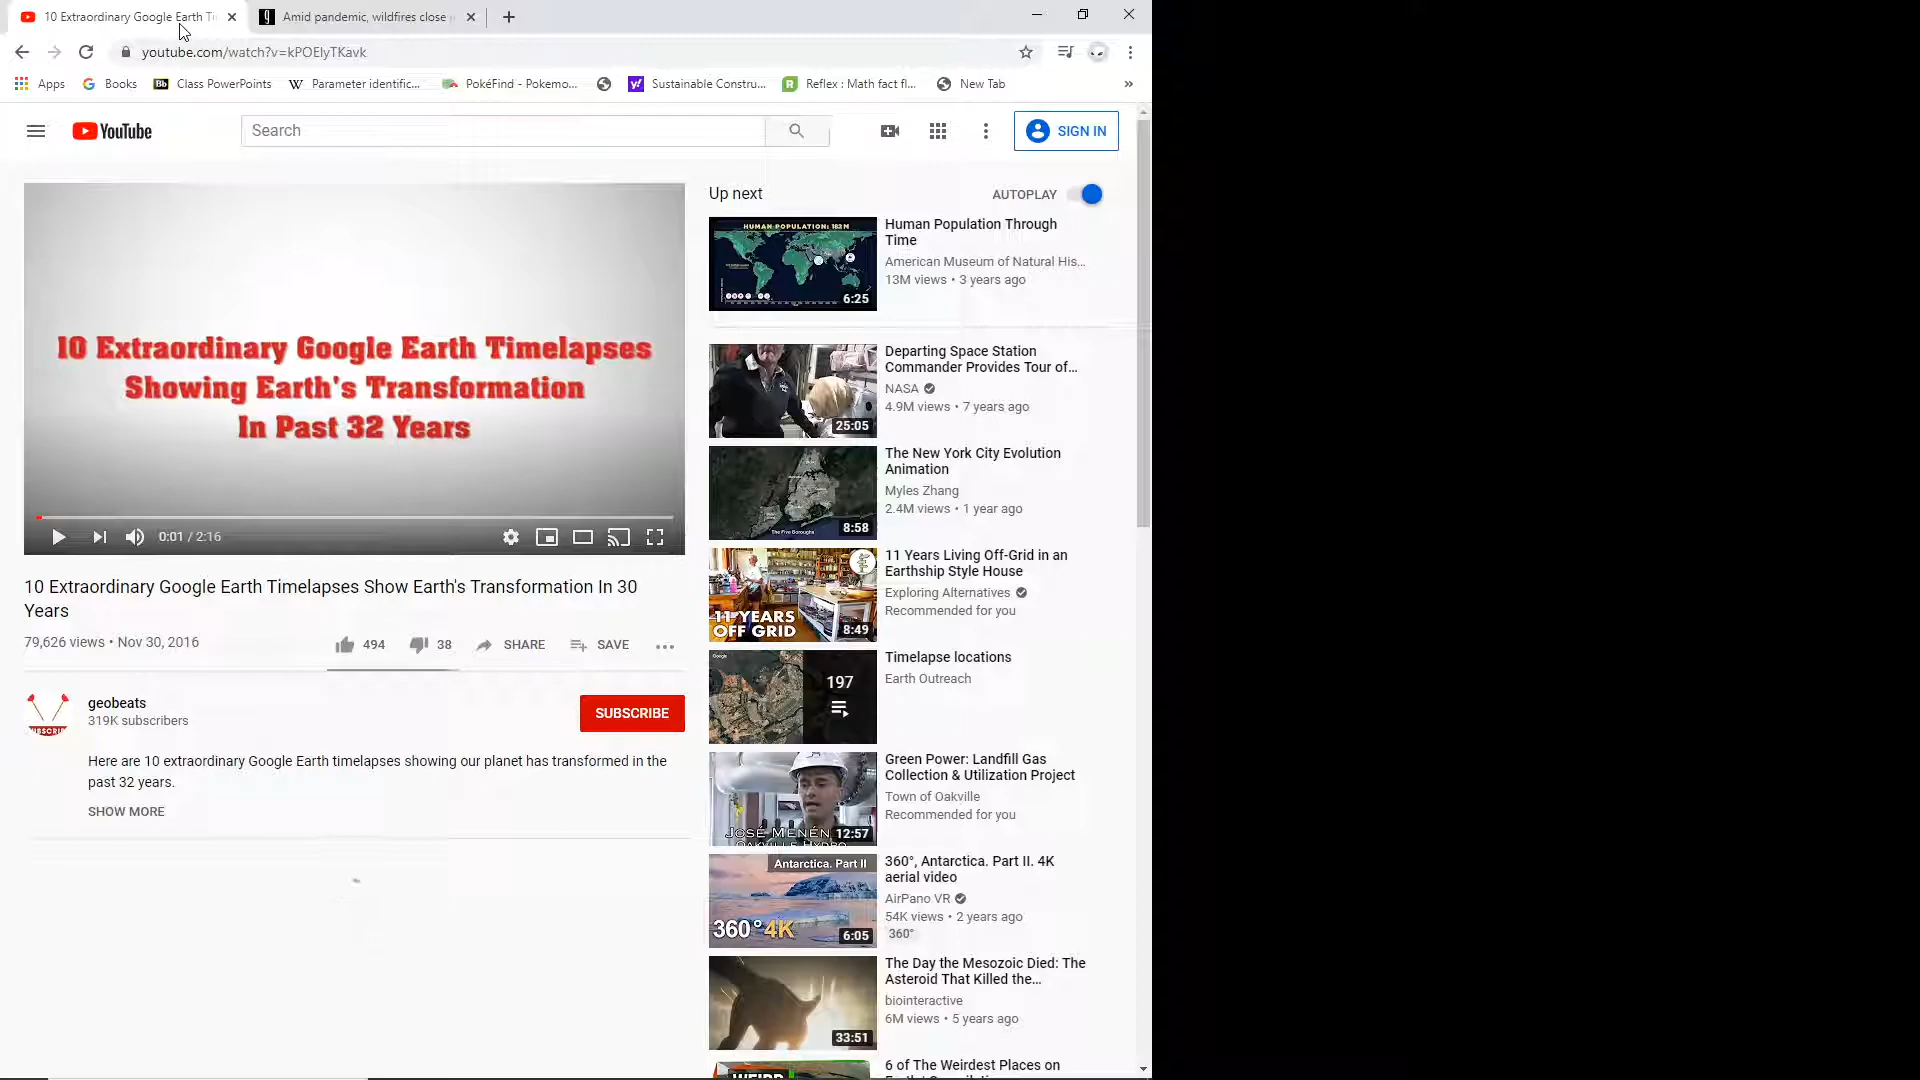 10 Extraordinary Google Earth Ti
Amid pandemic, wildfires close
youtube.com/watch?v=kPOElyTKavk
Apps
Books
Bb
Class PowerPoints
W
Parameter identific...
PokéFind - Pokemo...
y!
Sustainable Constru...
R
Reflex : Math fact fl...
New Tab
»
YouTube
Search
SIGN IN
10 Extraordinary Google Earth Timelapses
Showing Earth's Transformation
In Past 32 Years
0:01 / 2:16
10 Extraordinary Google Earth Timelapses Show Earth's Transformation In 30
Years
79,626 views • Nov 30, 2016
494
38
SHARE
SAVE
geobeats
319K subscribers
SUBSCRIBE
Here are 10 extraordinary Google Earth timelapses showing our planet has transformed in the
past 32 years.
SHOW MORE
Up next
AUTOPLAY
HUMAN POPULATION: 182 M
6:25
Human Population Through
Time
American Museum of Natural His...
13M views • 3 years ago
25:05
Departing Space Station
Commander Provides Tour of...
NASA
4.9M views • 7 years ago
The Five Boroughs
8:58
The New York City Evolution
Animation
Myles Zhang
2.4M views • 1 year ago
11 YEARS
OFF GRID
8:49
11 Years Living Off-Grid in an
Earthship Style House
Exploring Alternatives
Recommended for you
Google
197
Timelapse locations
Earth Outreach
JOSÉ MENÉN
OAKVILLE HYDRO
12:57
Green Power: Landfill Gas
Collection & Utilization Project
Town of Oakville
Recommended for you
Antarctica. Part II
360° 4K
6:05
360°, Antarctica. Part II. 4K
aerial video
AirPano VR
54K views • 2 years ago
360°
33:51
The Day the Mesozoic Died: The
Asteroid That Killed the...
biointeractive
6M views • 5 years ago
WEIRD
6 of The Weirdest Places on